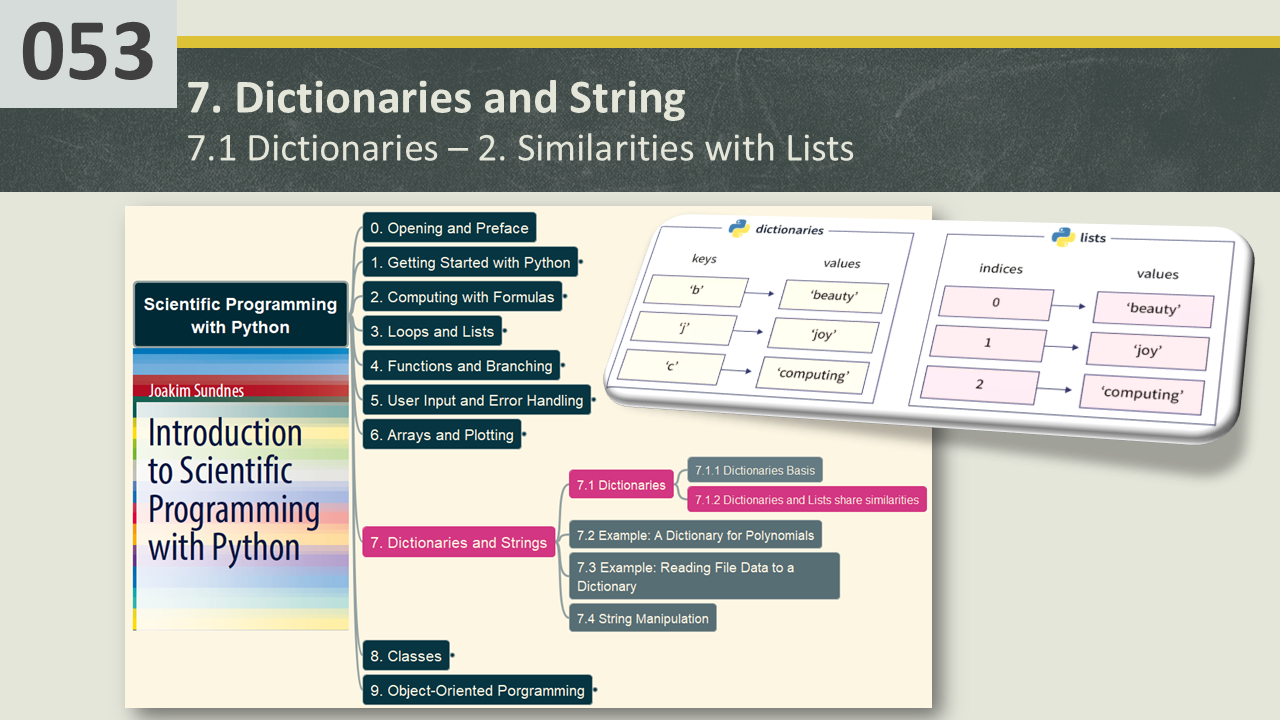 053
7. Dictionaries and String
7.1 Dictionaries – 2. Similarities with Lists
Scientific Programming
with Python
Joakim Sundnes
Introduction
to Scientific
Programming
with Python
0. Opening and Preface
1. Getting Started with Python
2. Computing with Formulas
3. Loops and Lists
4. Functions and Branching
5. User Input and Error Handling
6. Arrays and Plotting
7. Dictionaries and Strings
7.1 Dictionaries
7.1.1 Dictionaries Basis
7.1.2 Dictionaries and Lists share similarities
7.2 Example: A Dictionary for Polynomials
7.3 Example: Reading File Data to a
Dictionary
7.4 String Manipulation
8. Classes
9. Object-Oriented Porgramming
dictionaries
keys values
'b' 'beauty'
'j' 'joy'
'c' 'computing'
lists
indices values
0 'beauty'
1 'joy'
2 'computing'